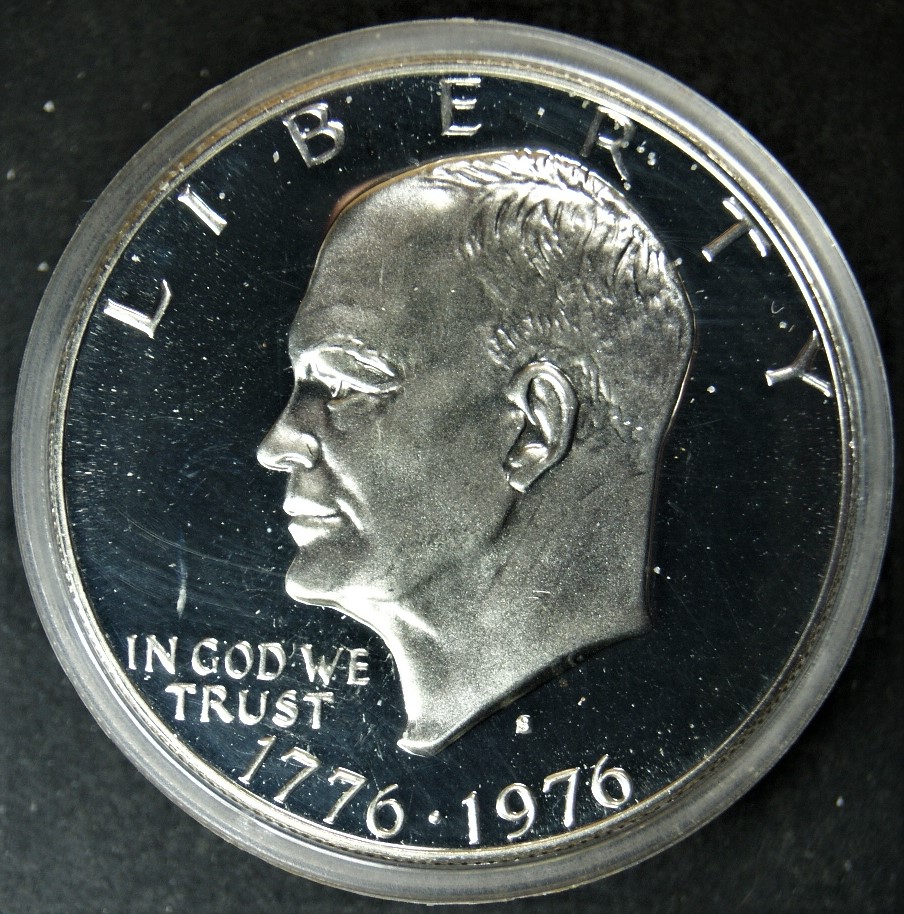 LIBERTY
IN GOD WE
TRUST
S
1776 · 1976